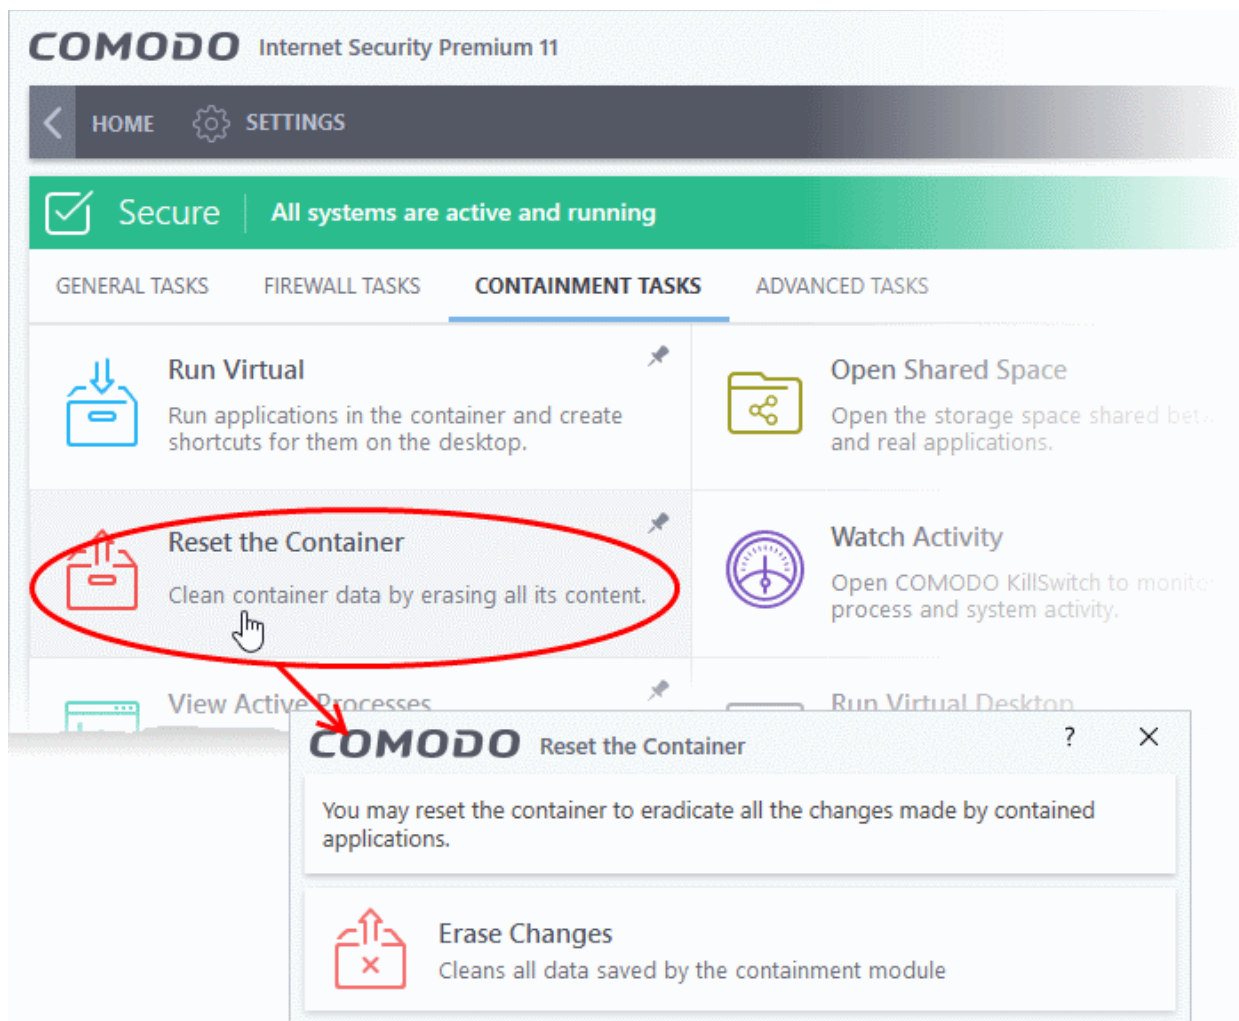 COMODO Internet Security Premium 11
HOME SETTINGS
Secure All systems are active and running
GENERAL TASKS FIREWALL TASKS CONTAINMENT TASKS ADVANCED TASKS
Run Virtual
Run applications in the container and create
shortcuts for them on the desktop.
Open Shared Space
Open the storage space shared
and real applications.
Reset the Container
Clean container data by erasing all its content.
Watch Activity
Open COMODO KillSwitch to monitor
process and system activity.
View Active Processes
Run Virtual Desktop
COMODO Reset the Container ?
You may reset the container to eradicate all the changes made by contained
applications.
Erase Changes
Cleans all data saved by the containment module